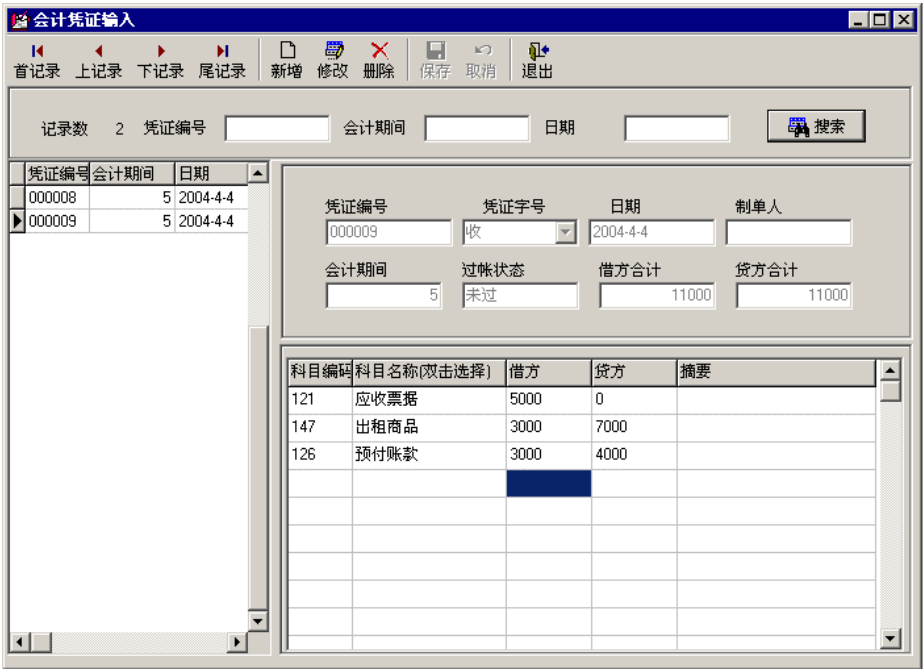 会计凭证输入
首记录 上记录 下记录 尾记录 新增 修改 删除 保存 取消 退出
记录数 2 凭证编号 会计期间 日期 搜索
凭证编号 会计期间 日期
000008 5 2004-4-4
000009 5 2004-4-4
凭证编号 凭证字号 日期 制单人
000009 收 2004-4-4
会计期间 过帐状态 借方合计 贷方合计
5 未过 11000 11000
科目编码 科目名称(双击选择) 借方 贷方 摘要
121 应收票据 5000 0
147 出租商品 3000 7000
126 预付账款 3000 4000